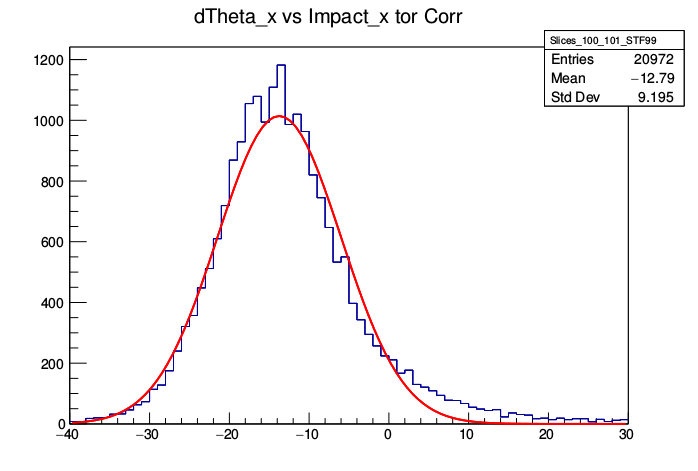 dTheta_x vs Impact_x tor Corr
Slices_100_101_STF99
Entries 20972
Mean −12.79
Std Dev 9.195
1200
1000
800
600
400
200
0
−40 −30 −20 −10 0 10 20 30